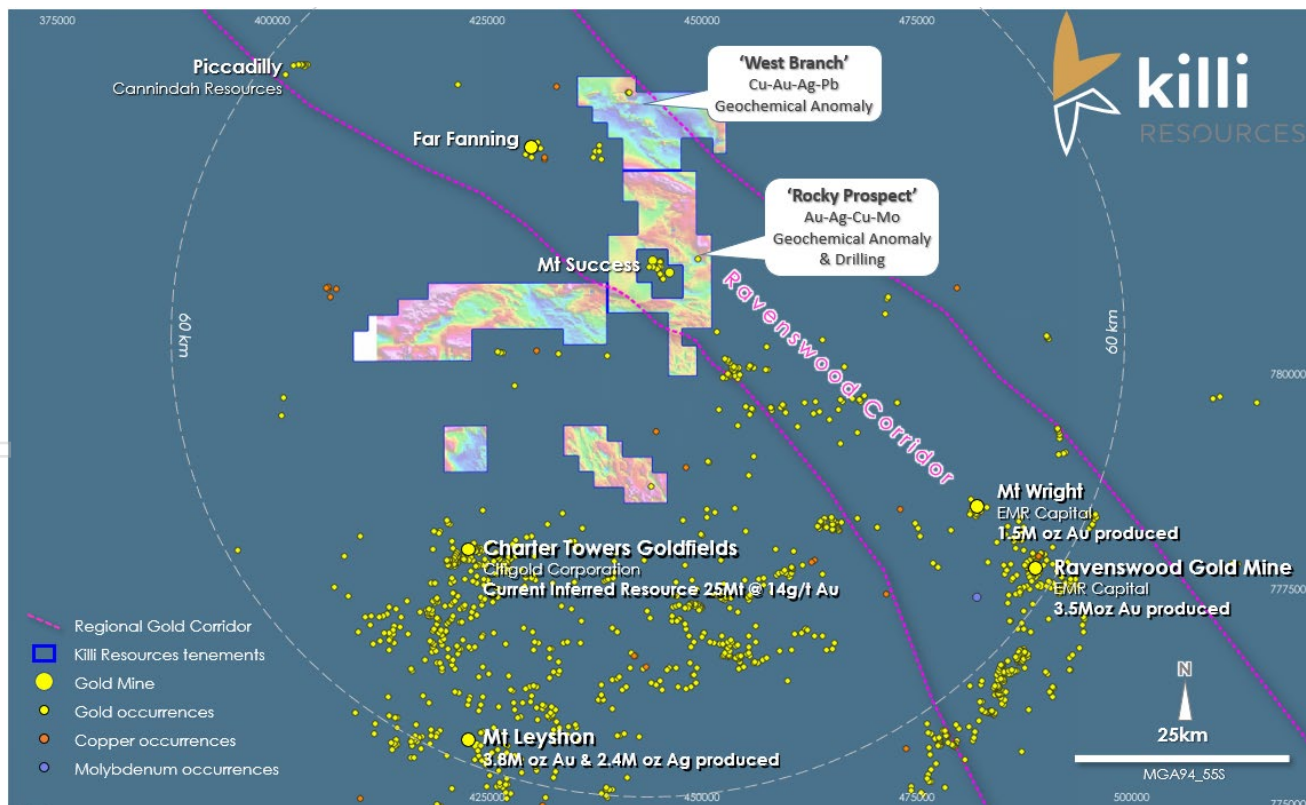 375000
400000
425000
450000
475000
Piccadilly
Cannindah Resources
'West Branch'
Cu-Au-Ag-Pb
Geochemical Anomaly
killi
RESOURCES
Far Fanning
'Rocky Prospect'
Au-Ag-Cu-Mo
Geochemical Anomaly
& Drilling
Mt Success
Ravenswood Corridor
60 km
60 km
780000
Mt Wright
EMR Capital
1.5M oz Au produced
Charter Towers Goldfields
Citigold Corporation
Current Inferred Resource 25Mt @ 14g/t Au
Ravenswood Gold Mine
EMR Capital
3.5Moz Au produced
777500
Regional Gold Corridor
Killi Resources tenements
Gold Mine
Gold occurrences
Copper occurrences
Molybdenum occurrences
Mt Leyshon
3.8M oz Au & 2.4M oz Ag produced
N
25km
MGA94_55S
425000
450000
475000
500000
77500